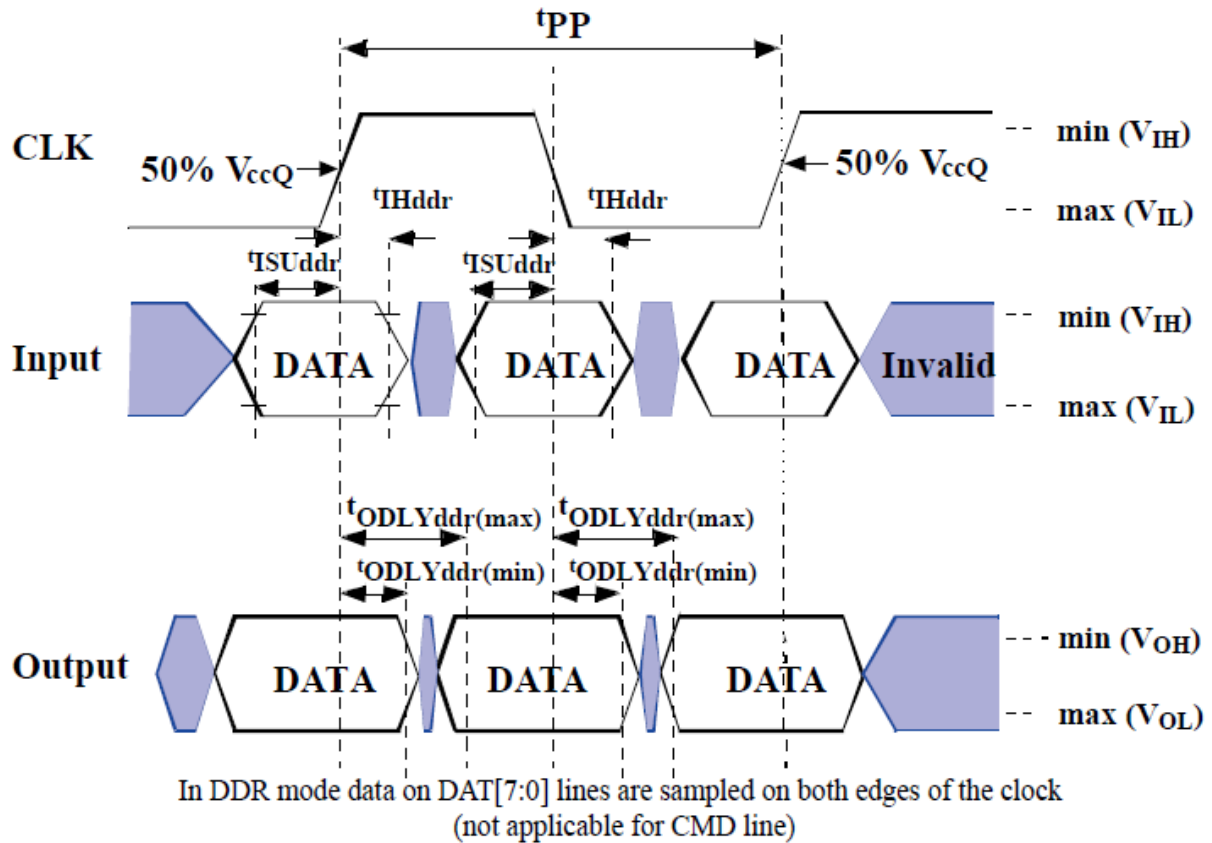 tPP
CLK
50% VccQ
50% VccQ
min (VIH)
tIHddr
tIHddr
max (VIL)
tISUddr
tISUddr
Input
DATA
DATA
DATA
Invalid
min (VIH)
max (VIL)
tODLYddr(max)
tODLYddr(max)
tODLYddr(min)
tODLYddr(min)
Output
DATA
DATA
DATA
min (VOH)
max (VOL)
In DDR mode data on DAT[7:0] lines are sampled on both edges of the clock
(not applicable for CMD line)